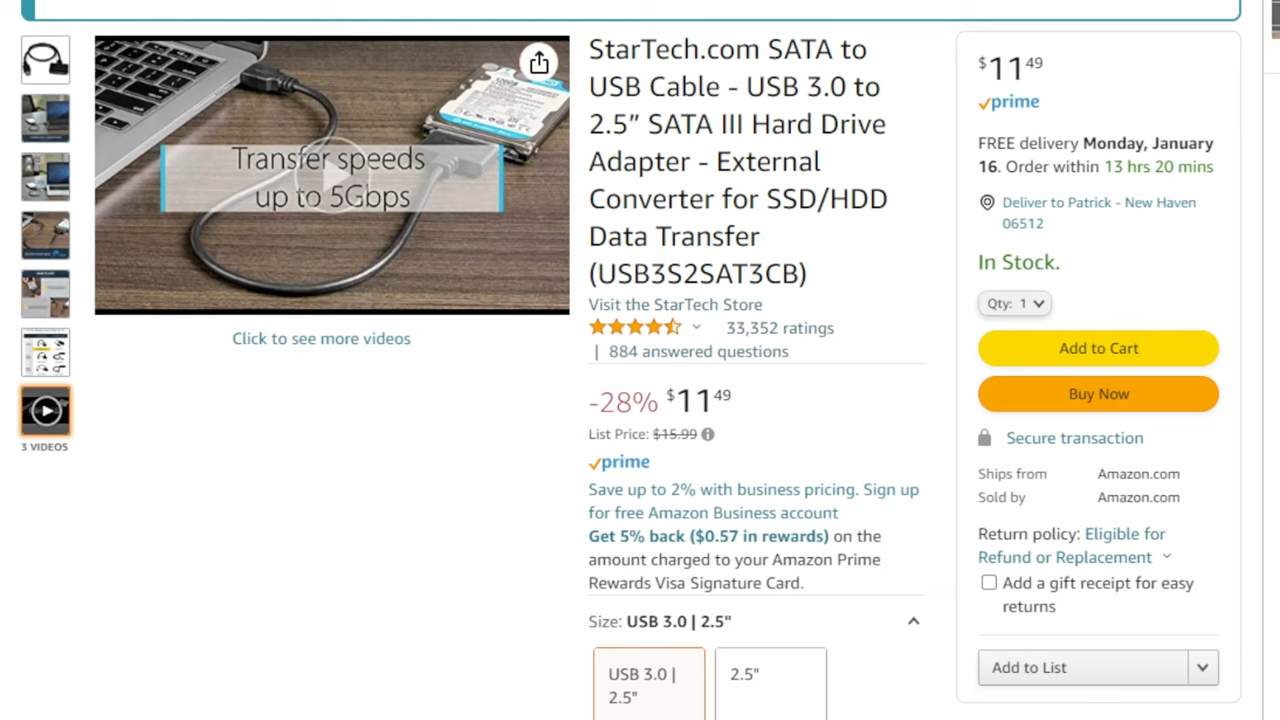 3 VIDEOS
Transfer speeds
up to 5Gbps
Click to see more videos
StarTech.com SATA to
USB Cable - USB 3.0 to
2.5” SATA III Hard Drive
Adapter - External
Converter for SSD/HDD
Data Transfer
(USB3S2SAT3CB)
Visit the StarTech Store
33,352 ratings
| 884 answered questions
-28% $11 49
List Price: $15.99
prime
Save up to 2% with business pricing. Sign up
for free Amazon Business account
Get 5% back ($0.57 in rewards) on the
amount charged to your Amazon Prime
Rewards Visa Signature Card.
Size: USB 3.0 | 2.5"
USB 3.0 |
2.5"
2.5"
$11 49
prime
FREE delivery Monday, January
16. Order within 13 hrs 20 mins
Deliver to Patrick - New Haven
06512
In Stock.
Qty: 1
Add to Cart
Buy Now
Secure transaction
Ships from Amazon.com
Sold by Amazon.com
Return policy: Eligible for
Refund or Replacement
Add a gift receipt for easy
returns
Add to List